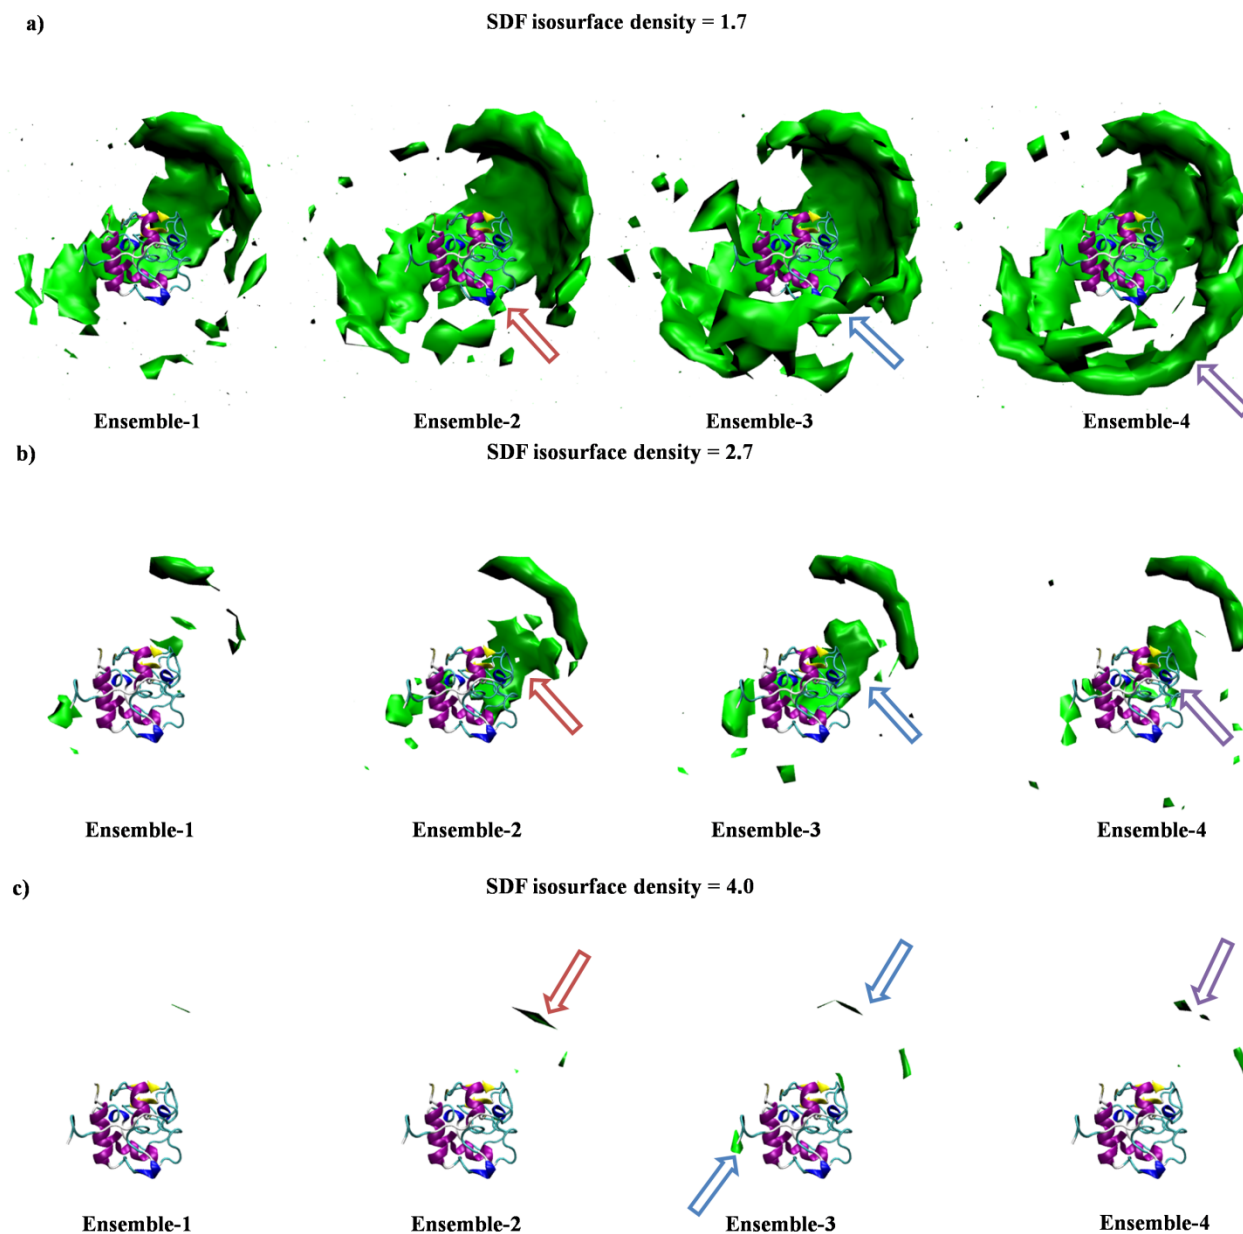 a)
SDF isosurface density = 1.7
Ensemble-1
Ensemble-2
Ensemble-3
Ensemble-4
b)
SDF isosurface density = 2.7
Ensemble-1
Ensemble-2
Ensemble-3
Ensemble-4
c)
SDF isosurface density = 4.0
Ensemble-1
Ensemble-2
Ensemble-3
Ensemble-4